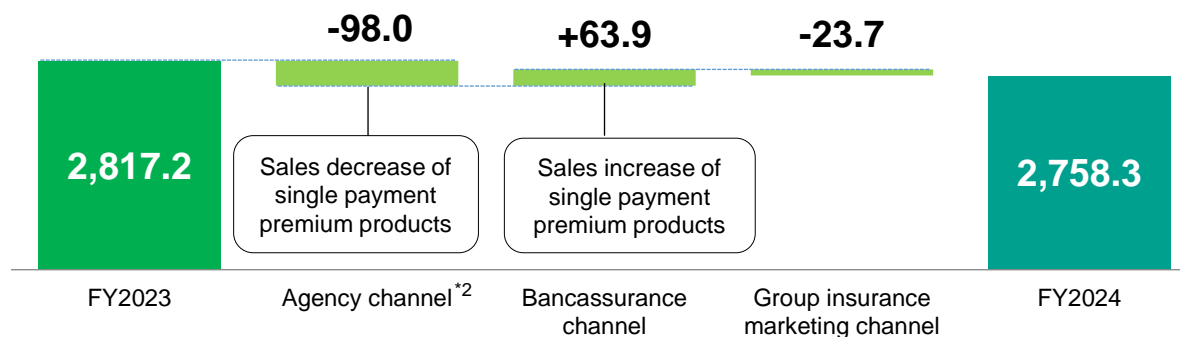 -98.0
+63.9
-23.7
2,817.2
Sales decrease of
single payment
premium products
Sales increase of
single payment
premium products
2,758.3
FY2023
Agency channel*2
Bancassurance
channel
Group insurance
marketing channel
FY2024